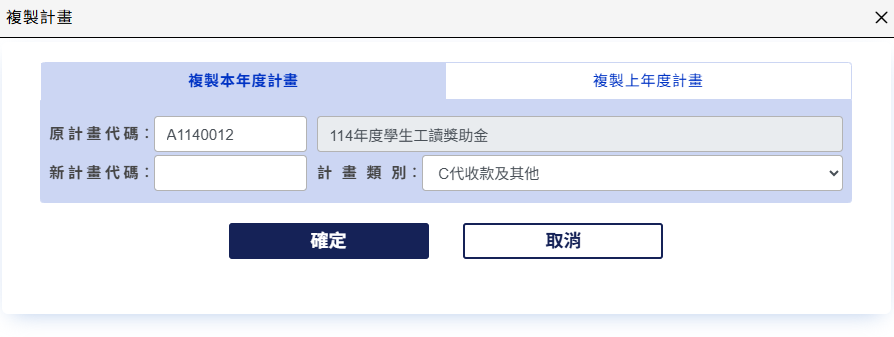 複製計畫
複製本年度計畫 複製上年度計畫
原計畫代碼： A1140012 114年度學生工讀獎助金
新計畫代碼： 計畫類別： C代收款及其他
確定 取消